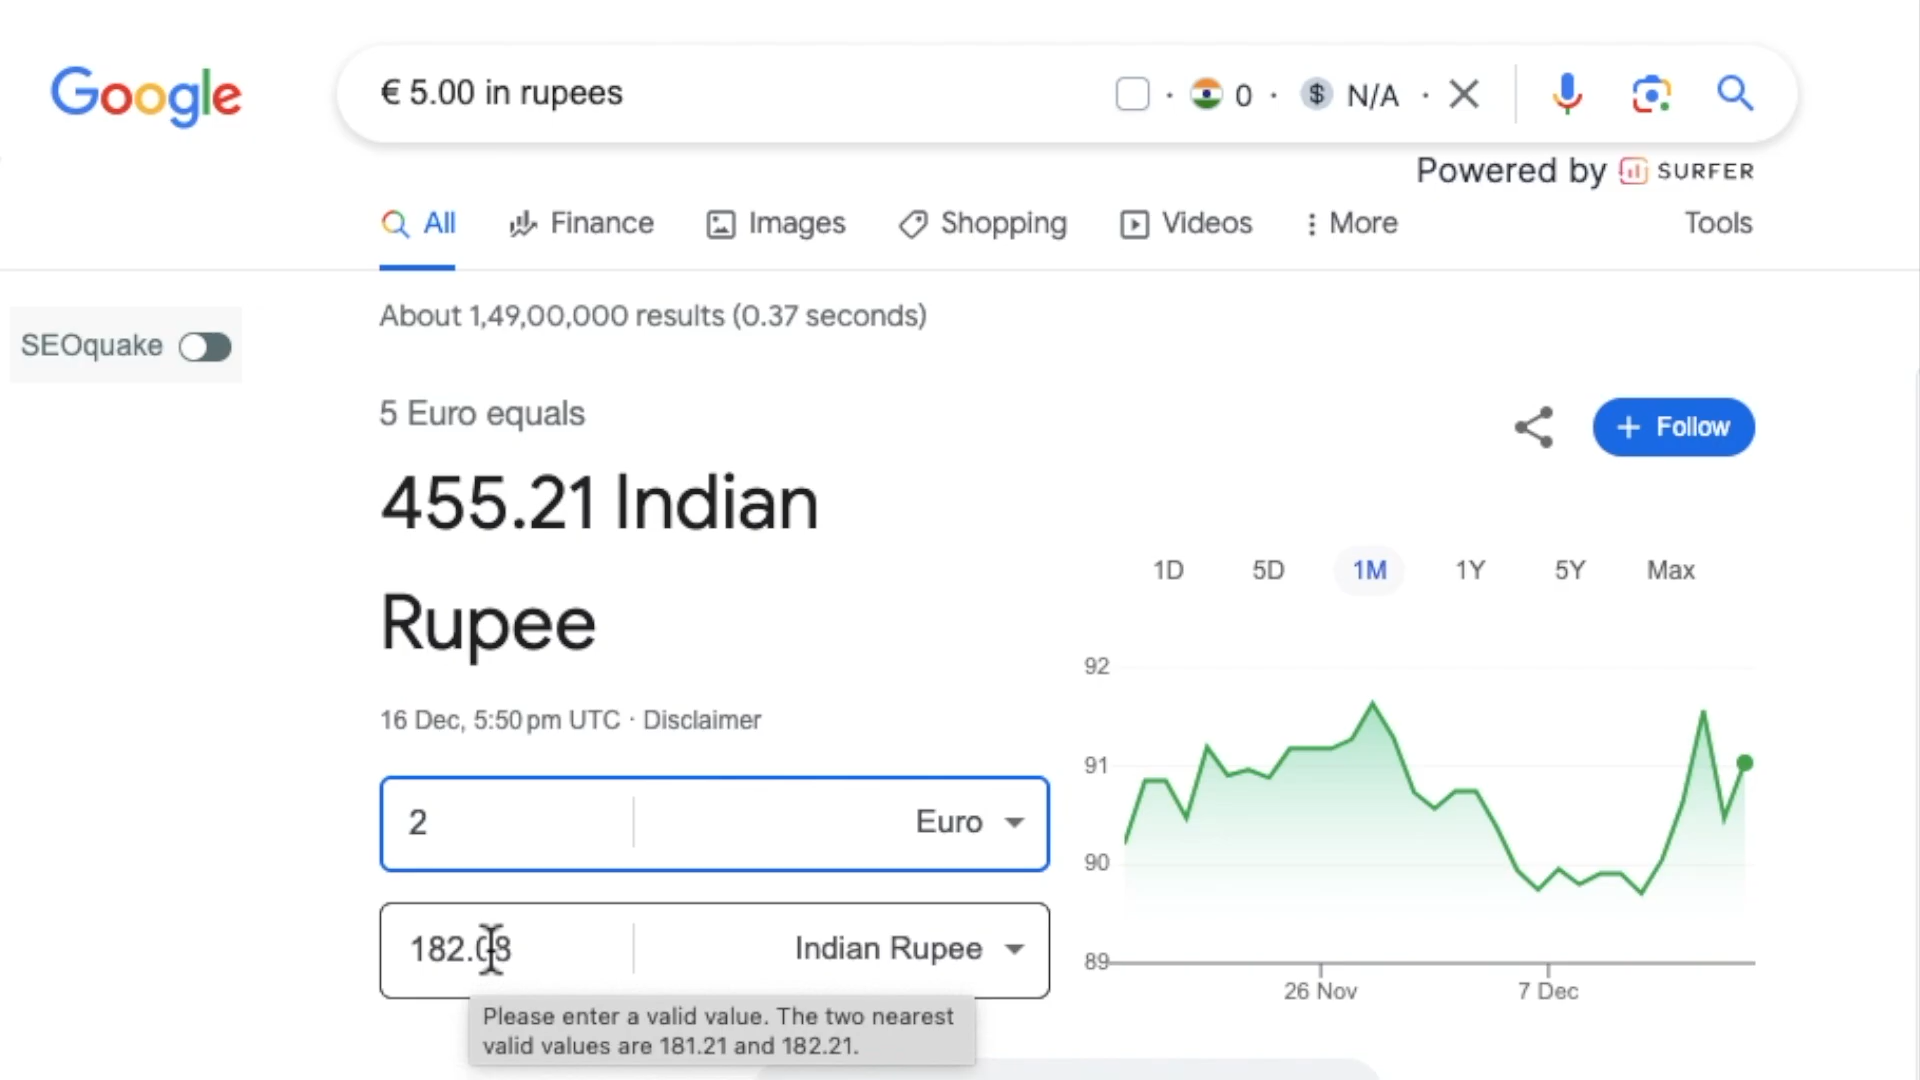 Google
€ 5.00 in rupees
0 · $ N/A ·
Powered by SURFER
All Finance Images Shopping Videos More Tools
About 1,49,00,000 results (0.37 seconds)
SEOquake
5 Euro equals
Follow
455.21 Indian
Rupee
1D 5D 1M 1Y 5Y Max
16 Dec, 5:50 pm UTC · Disclaimer
92
91
90
89
26 Nov 7 Dec
2 Euro
182.08 Indian Rupee
Please enter a valid value. The two nearest
valid values are 181.21 and 182.21.